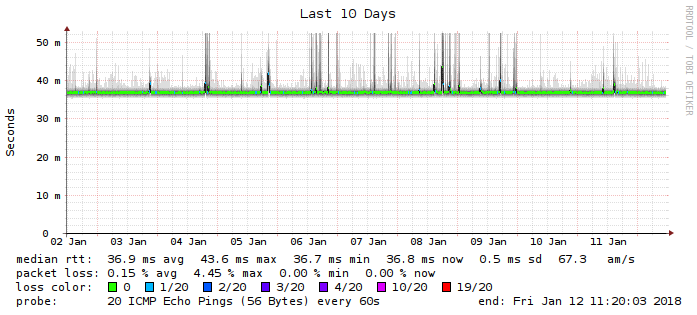 Last 10 Days
RRDTOOL / TOBI OETIKER
Seconds
50 m
40 m
30 m
20 m
10 m
0
02 Jan 03 Jan 04 Jan 05 Jan 06 Jan 07 Jan 08 Jan 09 Jan 10 Jan 11 Jan
median rtt: 36.9 ms avg 43.6 ms max 36.7 ms min 36.8 ms now 0.5 ms sd 67.3 am/s
packet loss: 0.15 % avg 4.45 % max 0.00 % min 0.00 % now
loss color: 0 1/20 2/20 3/20 4/20 10/20 19/20
probe: 20 ICMP Echo Pings (56 Bytes) every 60s end: Fri Jan 12 11:20:03 2018